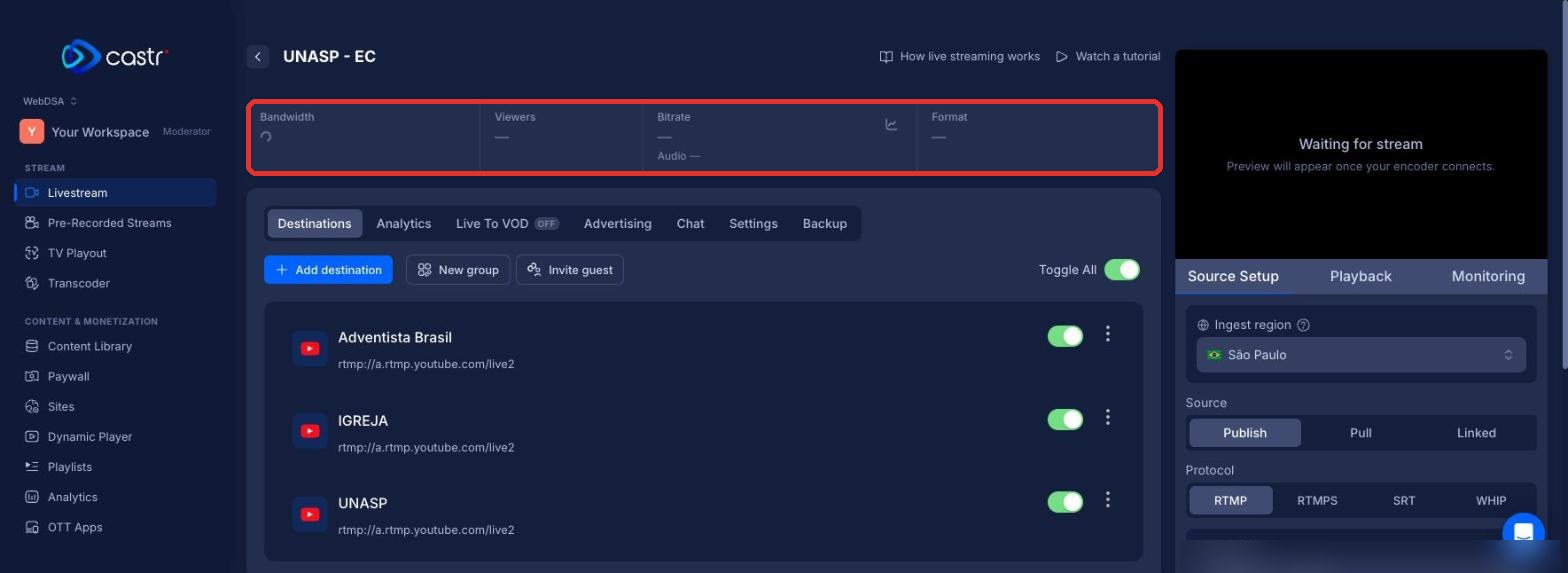 castr
WebDSA
Y Your Workspace Moderator
STREAM
Livestream
Pre-Recorded Streams
TV Playout
Transcoder
CONTENT & MONETIZATION
Content Library
Paywall
Sites
Dynamic Player
Playlists
Analytics
OTT Apps
UNASP - EC
How live streaming works
Watch a tutorial
Bandwidth
Viewers
—
Bitrate
—
Audio —
Format
—
Destinations Analytics Live To VOD OFF Advertising Chat Settings Backup
+ Add destination New group Invite guest Toggle All
Adventista Brasil
rtmp://a.rtmp.youtube.com/live2
IGREJA
rtmp://a.rtmp.youtube.com/live2
UNASP
rtmp://a.rtmp.youtube.com/live2
Waiting for stream
Preview will appear once your encoder connects.
Source Setup Playback Monitoring
Ingest region ?
São Paulo
Source
Publish Pull Linked
Protocol
RTMP RTMPS SRT WHIP